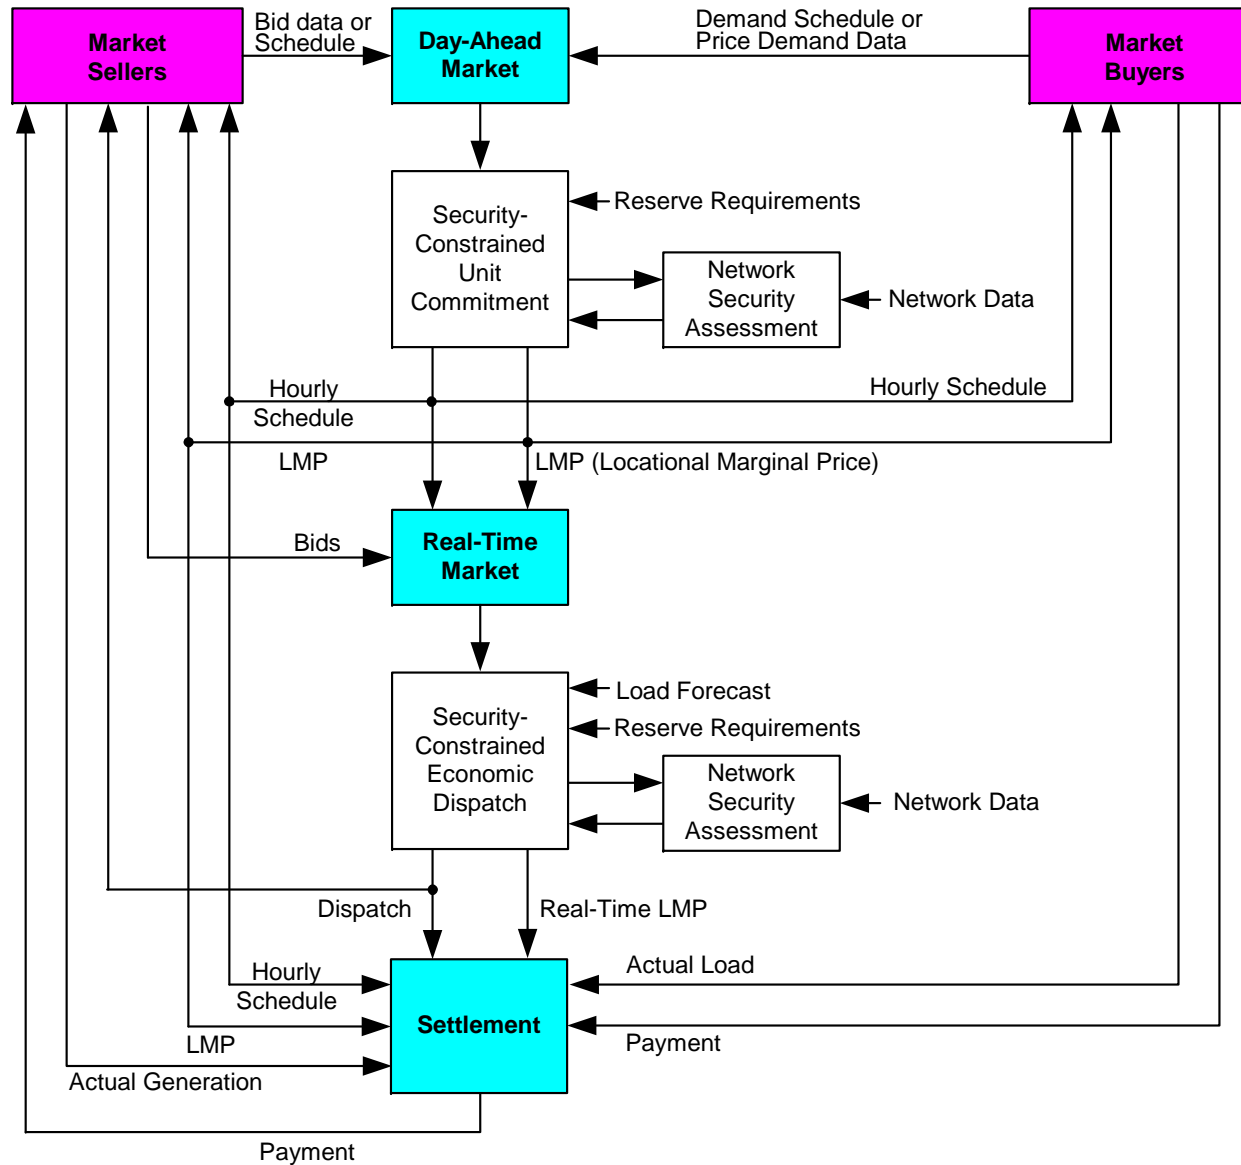 Bid data or
Schedule
Demand Schedule or
Price Demand Data
Market
Sellers
Day-Ahead
Market
Market
Buyers
Security-
Constrained
Unit
Commitment
Reserve Requirements
Network
Security
Assessment
Network Data
Hourly
Schedule
Hourly Schedule
LMP
LMP (Locational Marginal Price)
Bids
Real-Time
Market
Security-
Constrained
Economic
Dispatch
Load Forecast
Reserve Requirements
Network
Security
Assessment
Network Data
Dispatch
Real-Time LMP
Hourly
Schedule
Actual Load
Settlement
LMP
Payment
Actual Generation
Payment